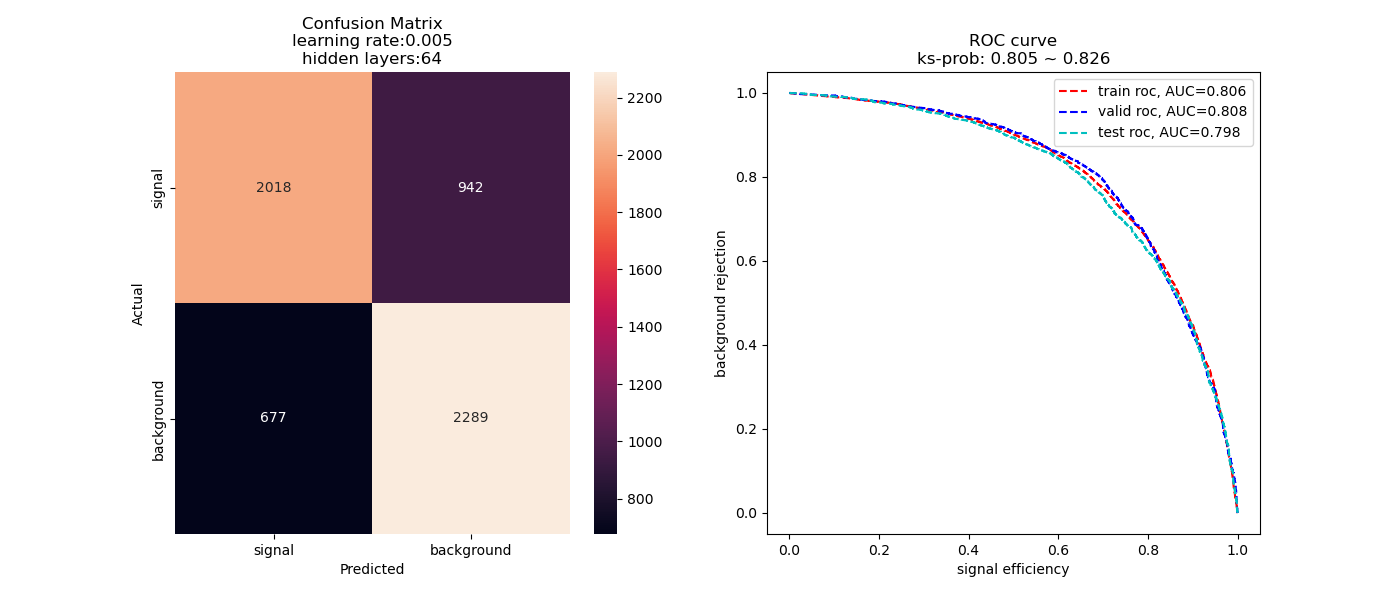 Confusion Matrix
learning rate:0.005
hidden layers:64
signal
background
Actual
2018
942
677
2289
signal
background
Predicted
2200
2000
1800
1600
1400
1200
1000
800
ROC curve
ks-prob: 0.805 ~ 0.826
train roc, AUC=0.806
valid roc, AUC=0.808
test roc, AUC=0.798
background rejection
1.0
0.8
0.6
0.4
0.2
0.0
0.0
0.2
0.4
0.6
0.8
1.0
signal efficiency